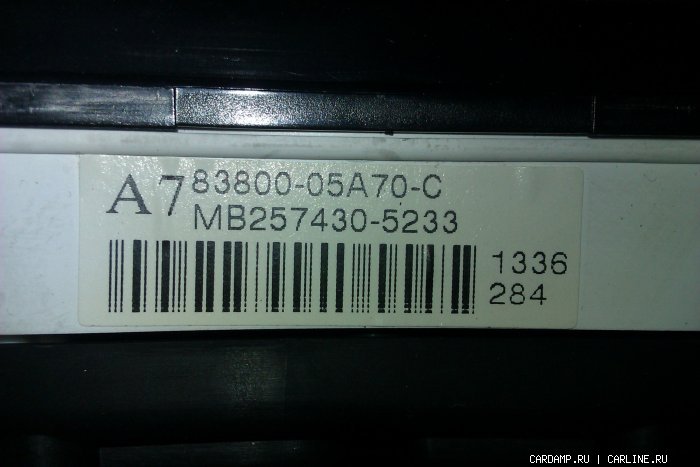 A7 83800-05A70-C
MB257430-5233
1336
284
CARDAMP.RU | CARLINE.RU